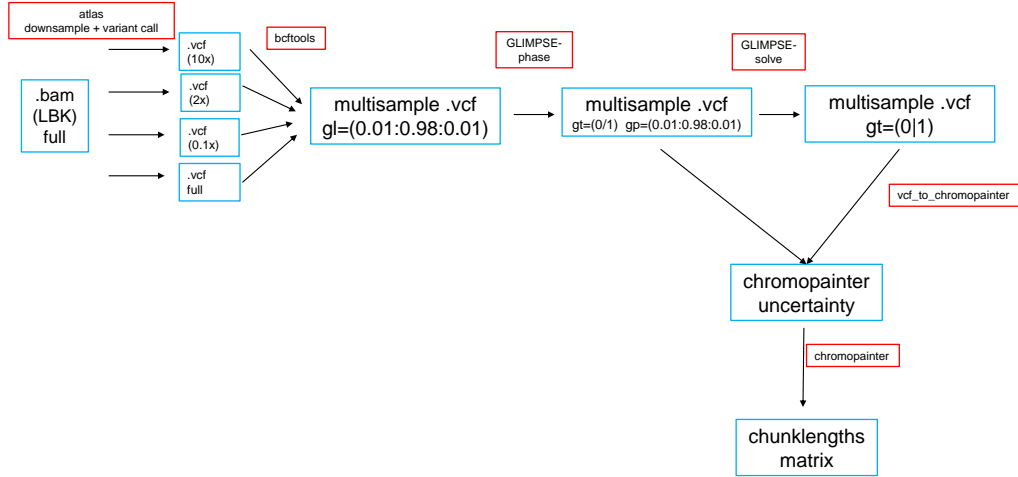 atlas
downsample + variant call
.bam
(LBK)
full
.vcf
(10x)
.vcf
(2x)
.vcf
(0.1x)
.vcf
full
bcftools
multisample .vcf
gl=(0.01:0.98:0.01)
GLIMPSE-
phase
multisample .vcf
gt=(0/1) gp=(0.01:0.98:0.01)
GLIMPSE-
solve
multisample .vcf
gt=(0|1)
vcf_to_chromopainter
chromopainter
uncertainty
chromopainter
chunklengths
matrix